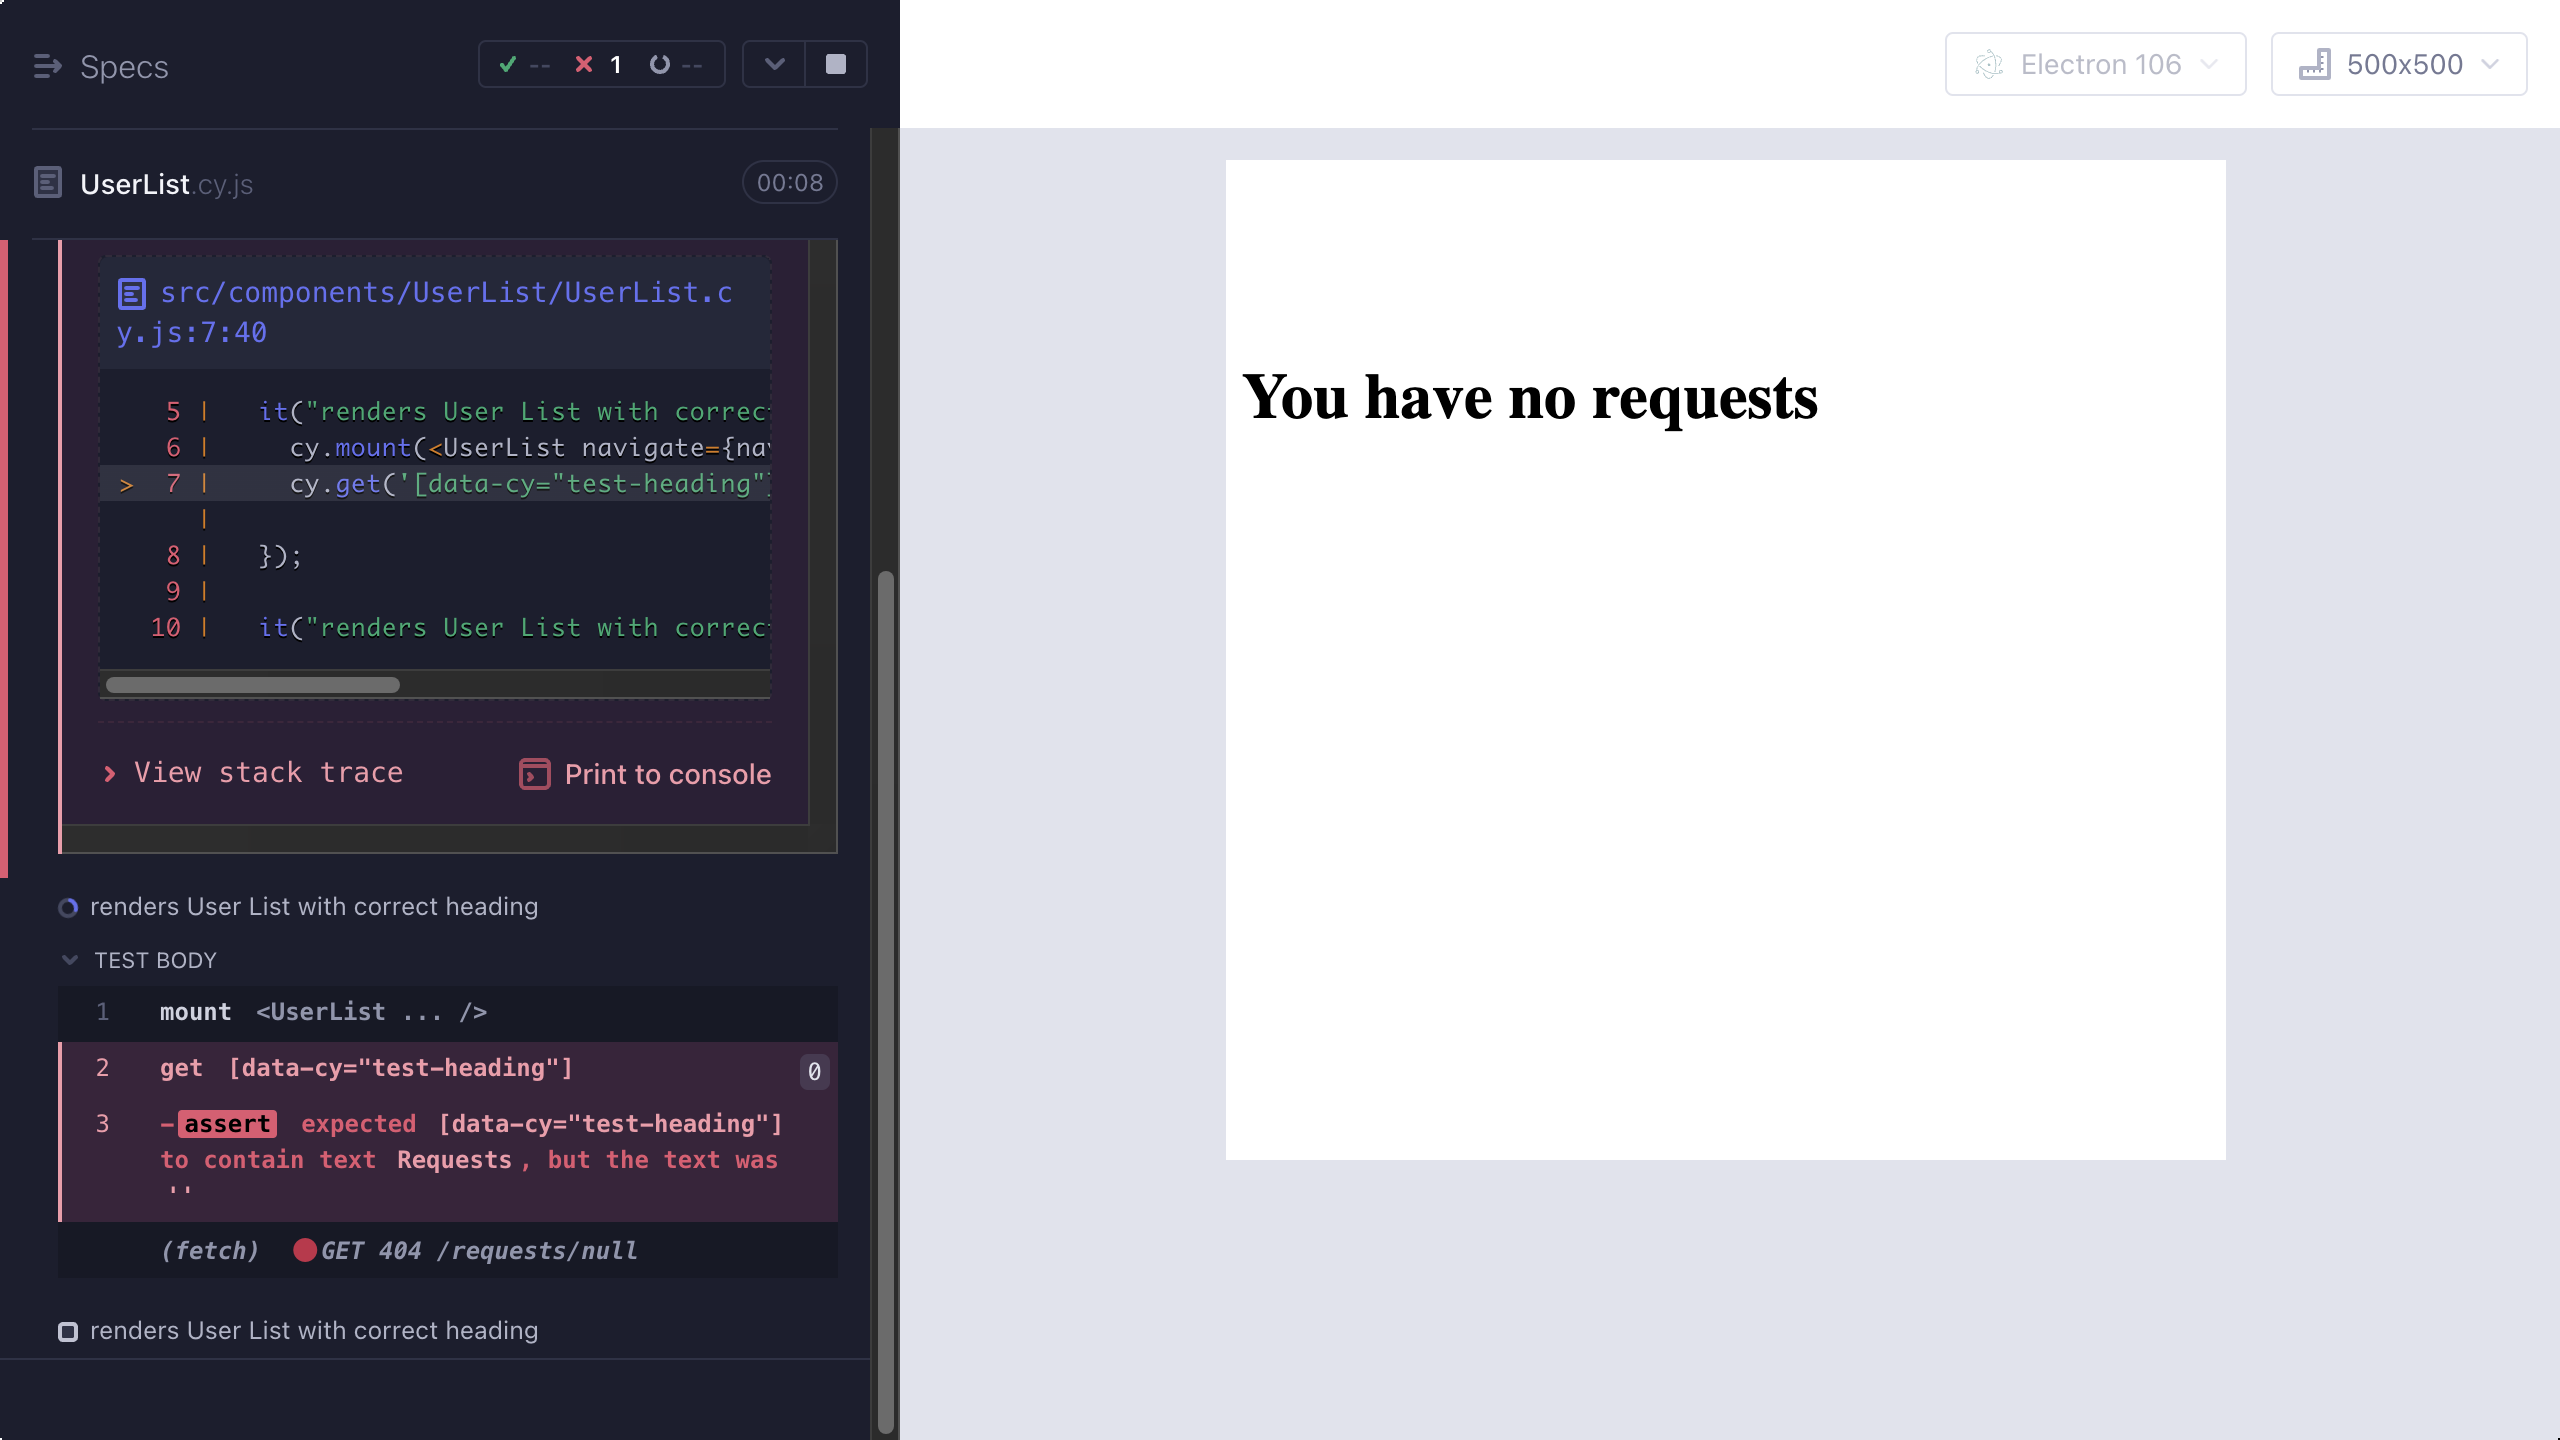 Specs
-- 1 --
Electron 106
500x500
UserList.cy.js
00:08
src/components/UserList/UserList.c
y.js:7:40
5 | it("renders User List with correct
6 | cy.mount(<UserList navigate={nav
> 7 | cy.get('[data-cy="test-heading"]
|
8 | });
9 |
10 | it("renders User List with correct
View stack trace
Print to console
renders User List with correct heading
TEST BODY
1 mount <UserList ... />
2 get [data-cy="test-heading"] 0
3 -assert expected [data-cy="test-heading"]
to contain text Requests, but the text was
''
(fetch) GET 404 /requests/null
renders User List with correct heading
You have no requests